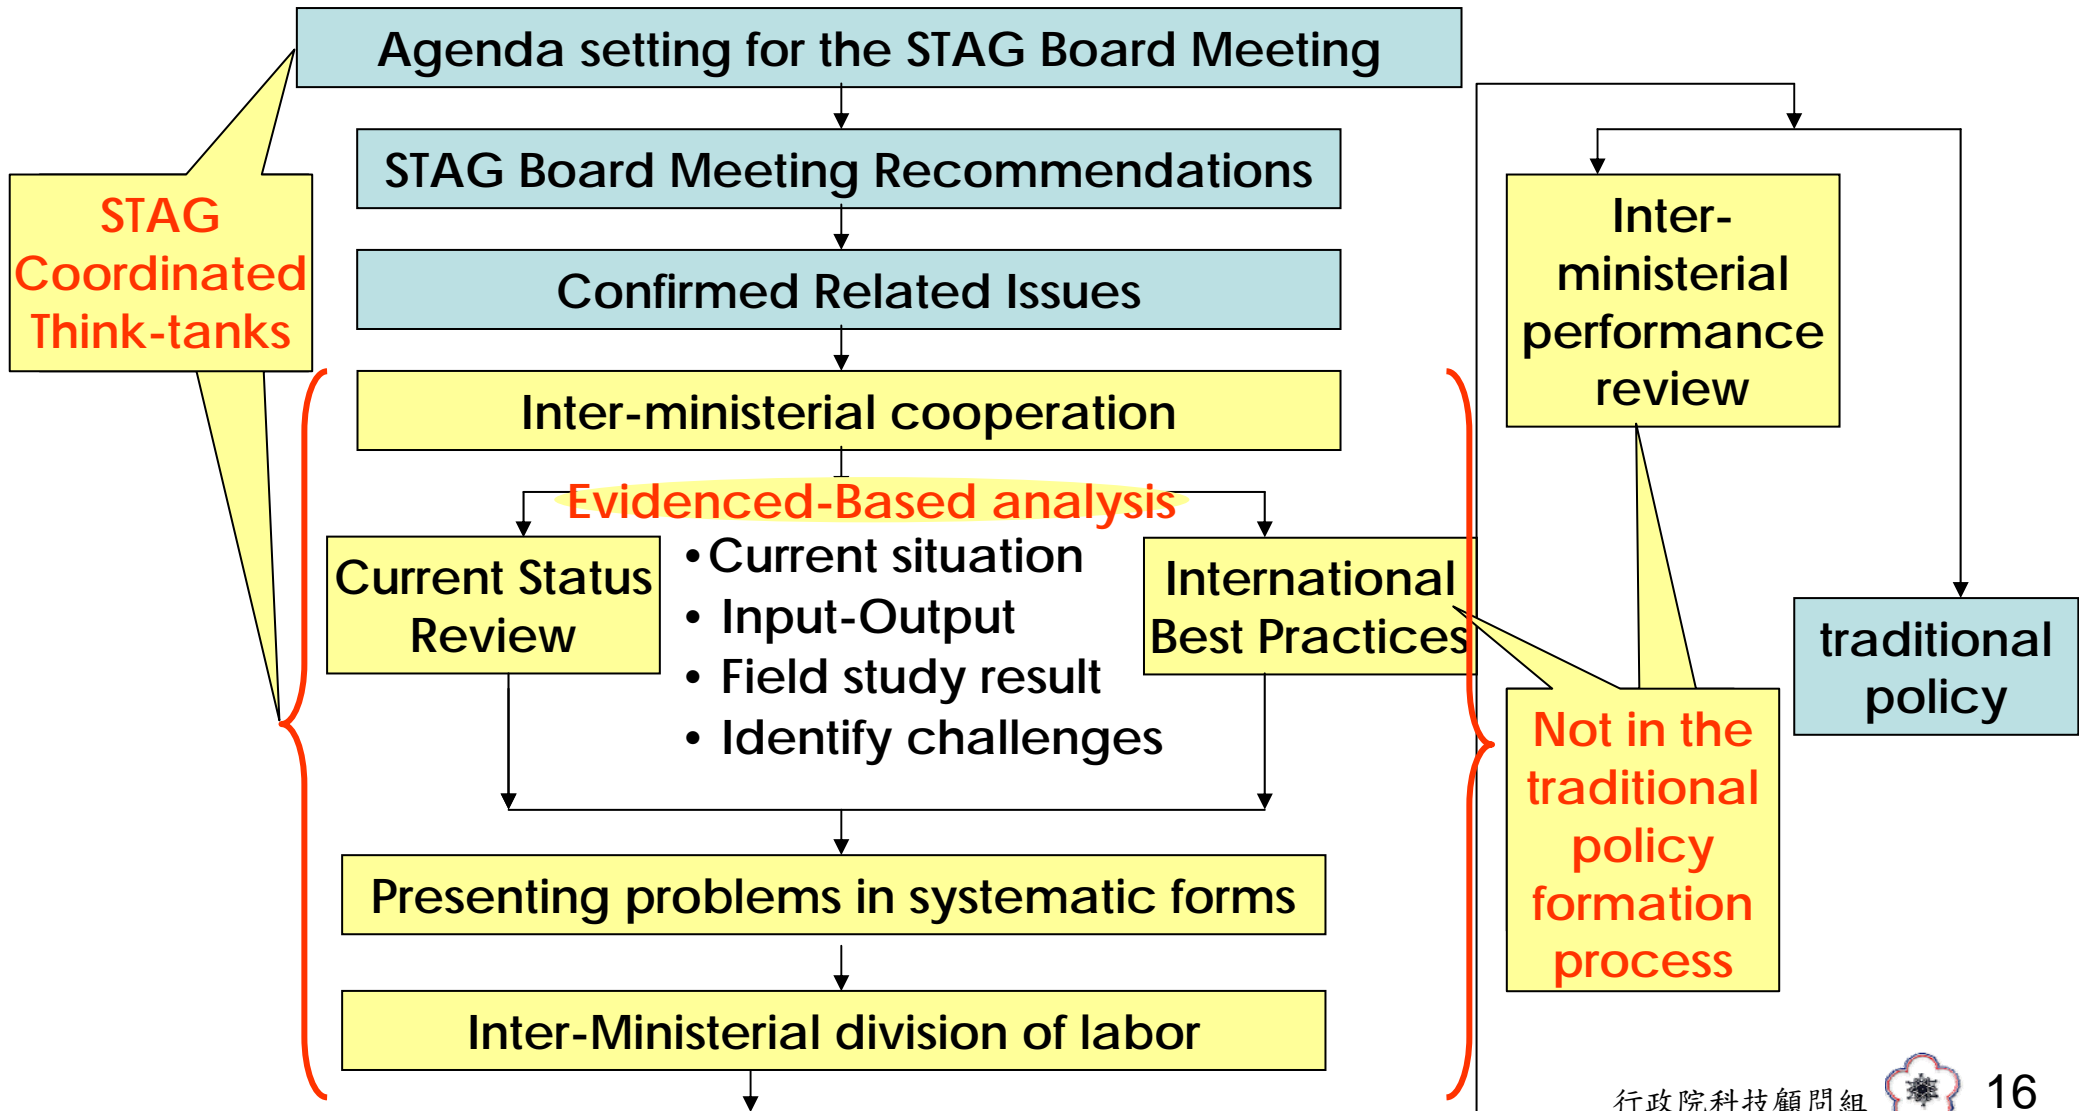 Agenda setting for the STAG Board Meeting
STAG Board Meeting Recommendations
Confirmed Related Issues
STAG
Coordinated
Think-tanks
Inter-ministerial cooperation
Evidenced-Based analysis
Current Status
Review
•Current situation
• Input-Output
• Field study result
• Identify challenges
International
Best Practices
Presenting problems in systematic forms
Inter-Ministerial division of labor
Inter-
ministerial
performance
review
traditional
policy
Not in the
traditional
policy
formation
process
行政院科技顧問組
16